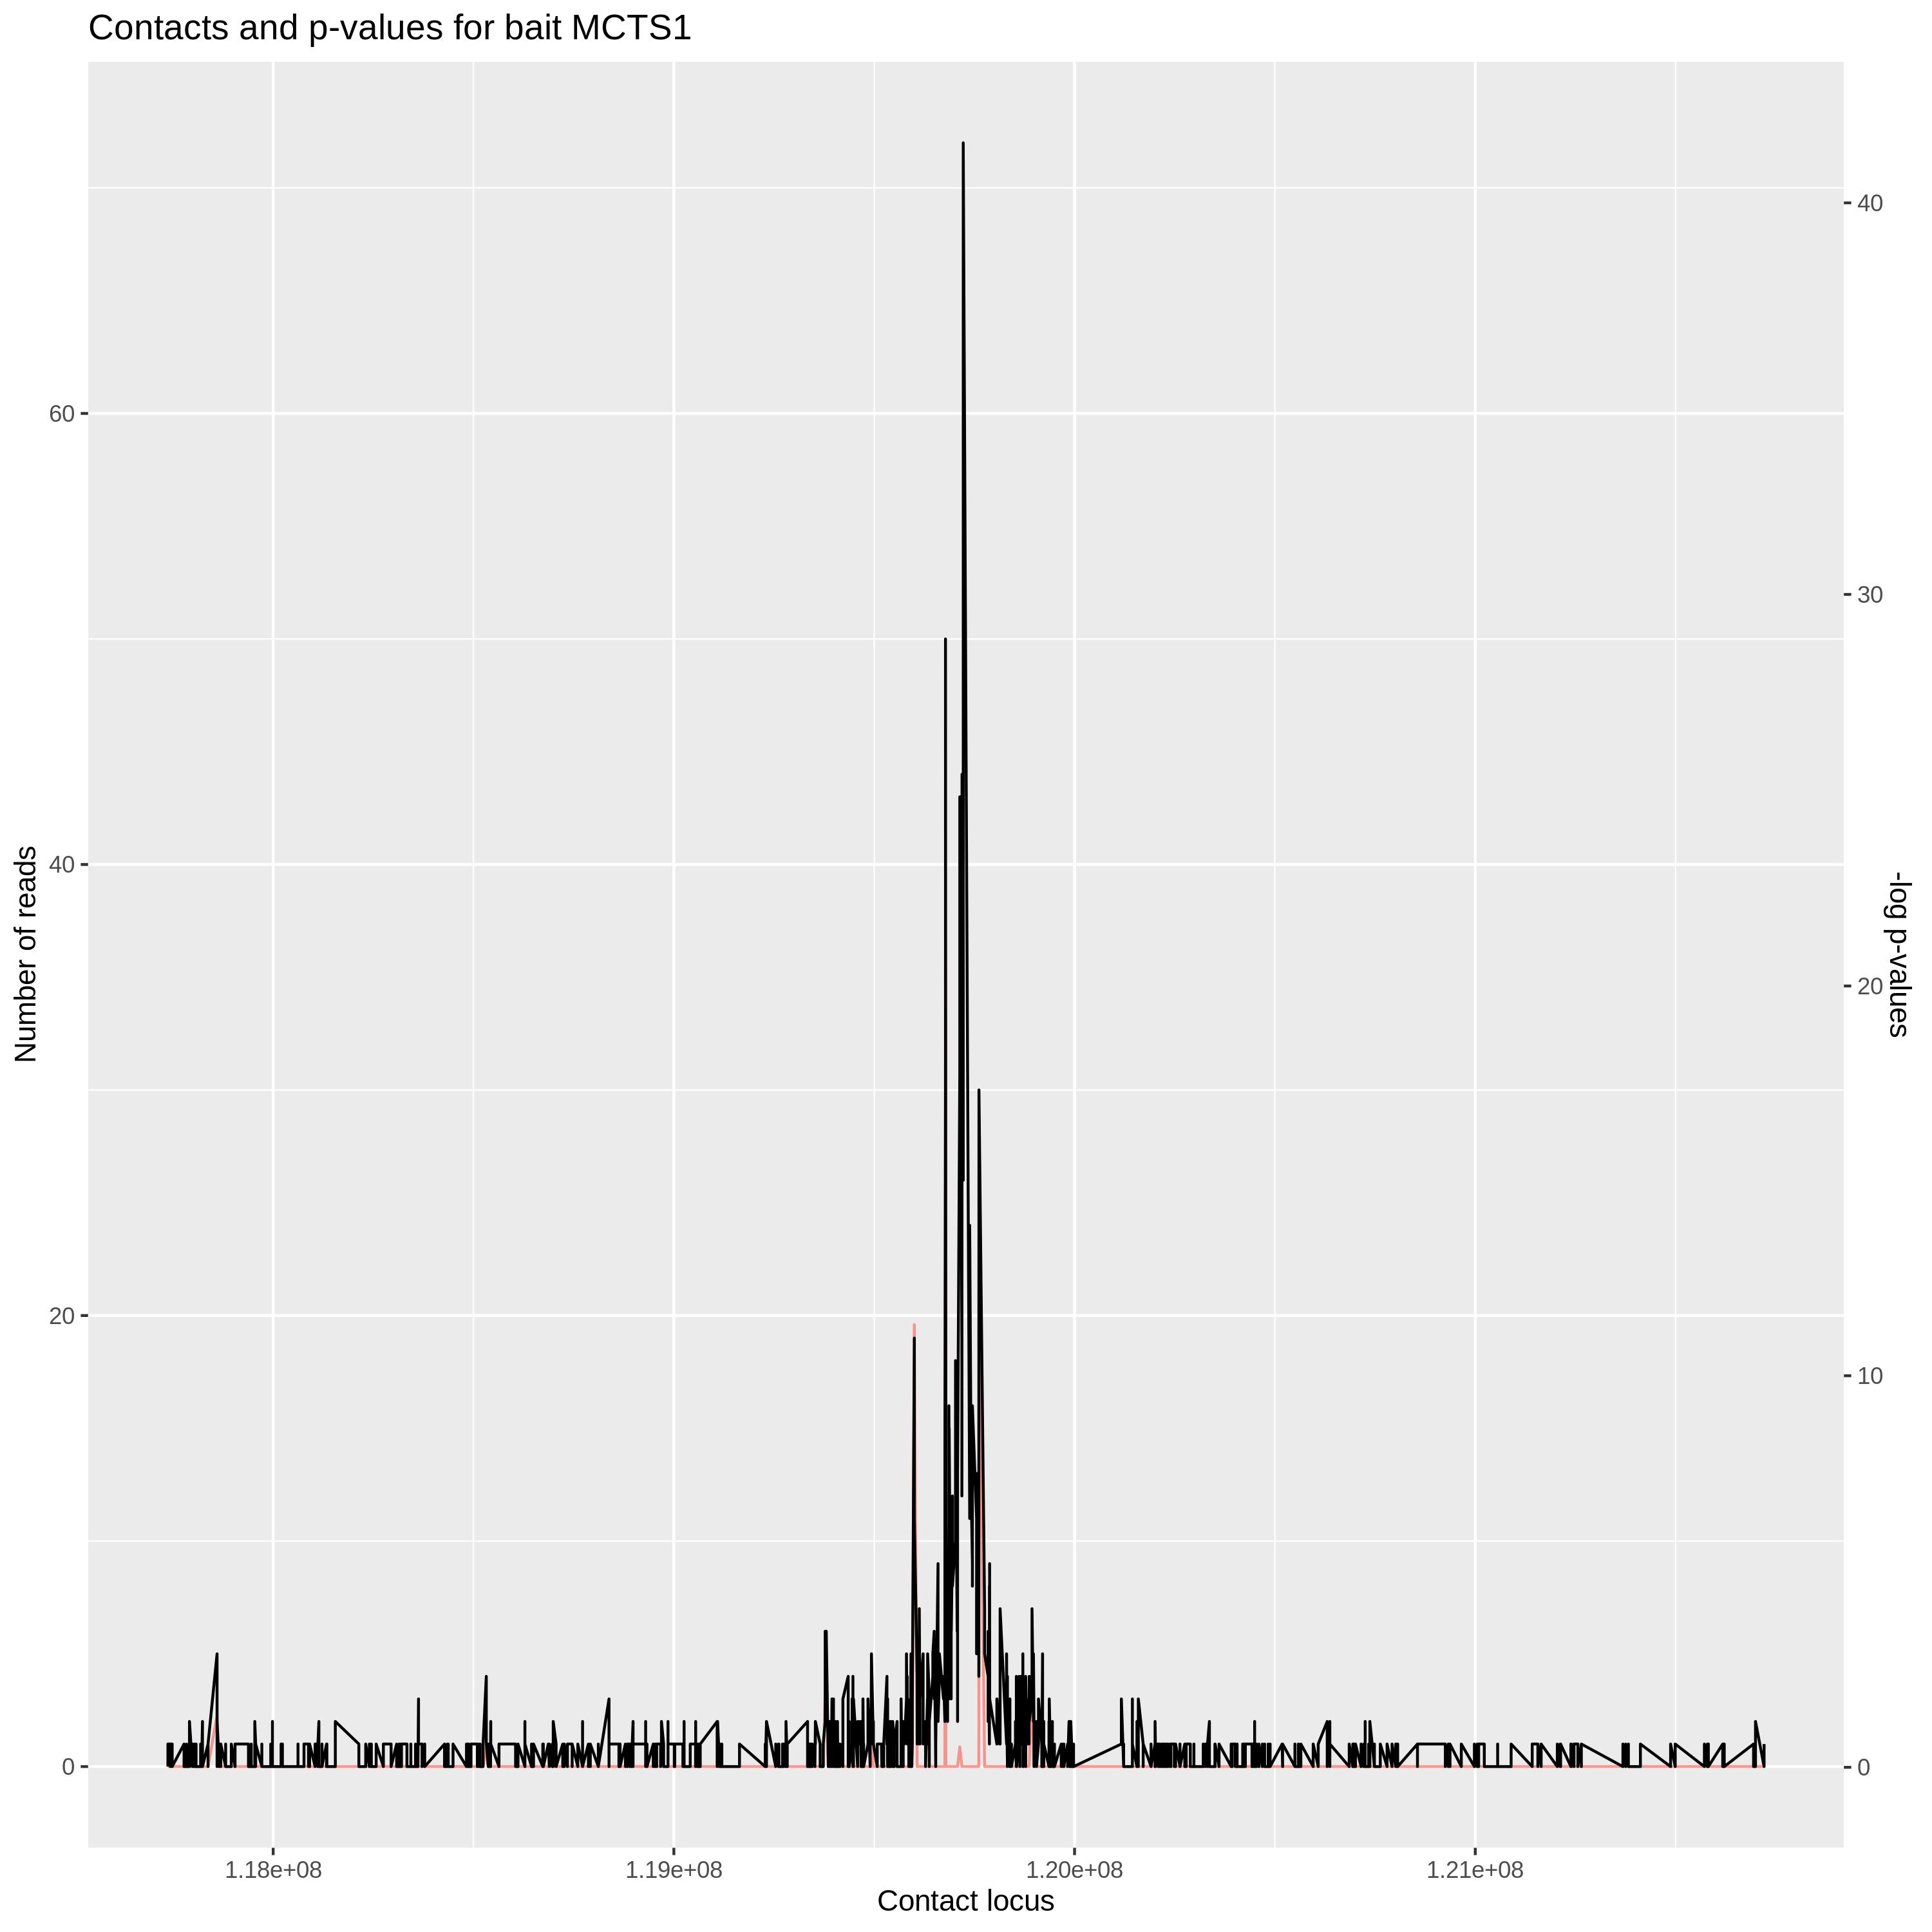 Contacts and p-values for bait MCTS1
Number of reads
60
40
20
0
40
30
20
10
0
-log p-values
1.18e+08 1.19e+08 1.20e+08 1.21e+08
Contact locus